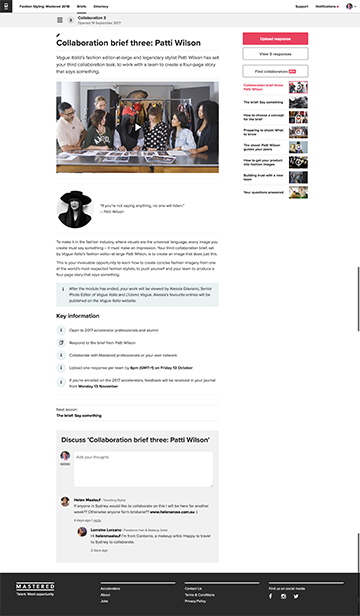 Fashion Styling: Mastered 2018
Briefs
Directory
Support
Notifications
3
Collaboration 3
Opened 14 September 2017
Collaboration brief three: Patti Wilson
Vogue Italia's fashion editor-at-large and legendary stylist Patti Wilson has set
your third collaboration task, to work with a team to create a four-page story
that says something.
"If you're not saying anything, no one will listen."
– Patti Wilson
To make it in the fashion industry, where visuals are the universal language, every image you
create must say something – it must make an impression. Your third collaboration brief, set
by Vogue Italia's fashion editor-at-large Patti Wilson, is to create an image that does just this.
This is your invaluable opportunity to learn how to create concise fashion imagery from one
of the world's most respected fashion stylists, to push yourself and your team to produce a
four page story that says something.
After the module has ended, your work will be viewed by Alessia Glaviano, Senior
Photo Editor of Vogue Italia and L'Uomo Vogue. Alessia's favourite entries will be
published on the Vogue Italia website.
Key information
Open to 2017 accelerator professionals and alumni
Respond to the brief from Patti Wilson
Collaborate with Mastered professionals or your own network
Upload one response per team by 6pm (GMT+1) on Friday 13 October
If you're enrolled on the 2017 accelerators, feedback will be received in your journal
from Monday 13 November
Next lesson
The brief: Say something
Discuss 'Collaboration brief three: Patti Wilson'
Add your thoughts
Helen Maalouf
If anyone in Sydney would like to collaborate on this I will be here for another
week?? Otherwise anyone form brisbane?? www.helenarose.com.au :)
4 days ago | reply
Lorraine Lorzano
Hi helenmaalouf I'm from Canberra, a makeup artist. Happy to travel
to Sydney to collaborate.
2 days ago
Upload response
View 9 responses
Find collaborators
Collaboration brief three:
Patti Wilson
The brief: Say something
How to choose a concept
for the brief
Preparing to shoot: What
to know
The shoot: Patti Wilson
guides your peers
How to get your product
into fashion images
Building trust with a new
team
Your questions answered
MASTERED
Talent. Meet opportunity.
Accelerators
About
Jobs
Contact Us
Terms & Conditions
Privacy Policy
Find us on social media